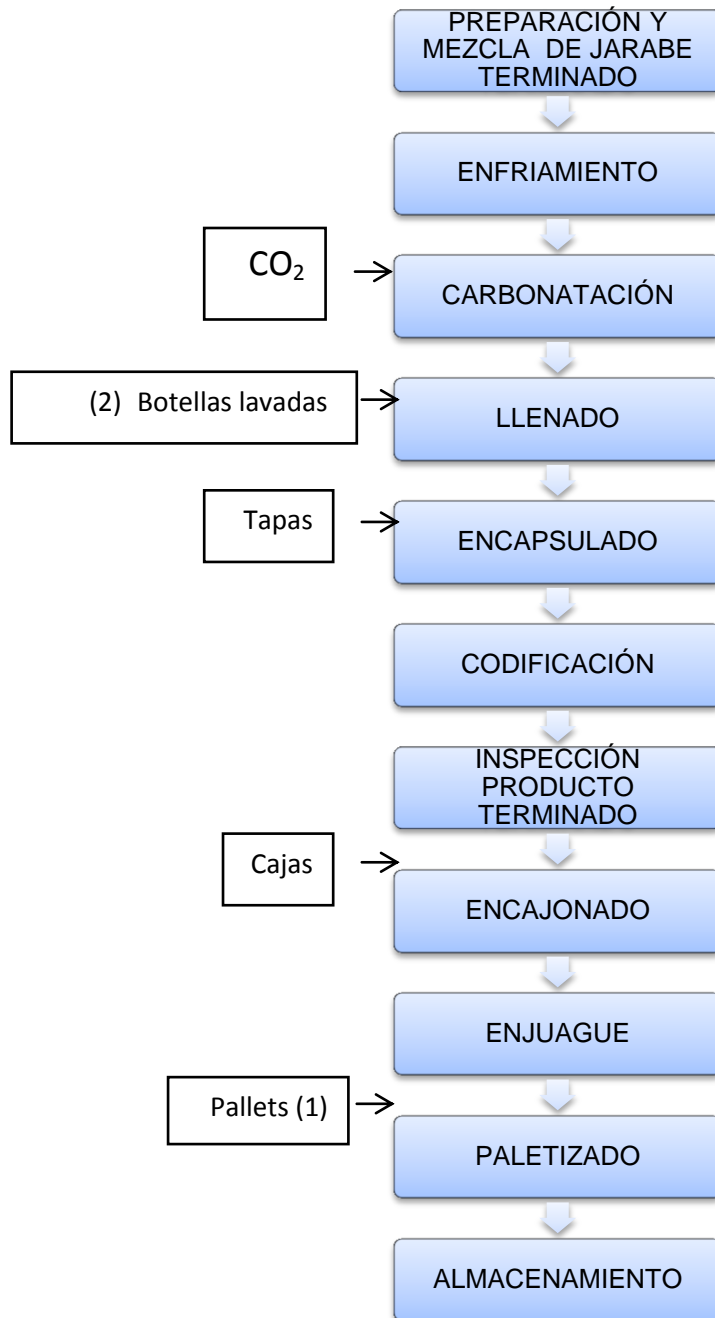 PREPARACIÓN Y
MEZCLA DE JARABE
TERMINADO
ENFRIAMIENTO
CO₂
CARBONATACIÓN
(2) Botellas lavadas
LLENADO
Tapas
ENCAPSULADO
CODIFICACIÓN
INSPECCIÓN
PRODUCTO
TERMINADO
Cajas
ENCAJONADO
ENJUAGUE
Pallets (1)
PALETIZADO
ALMACENAMIENTO